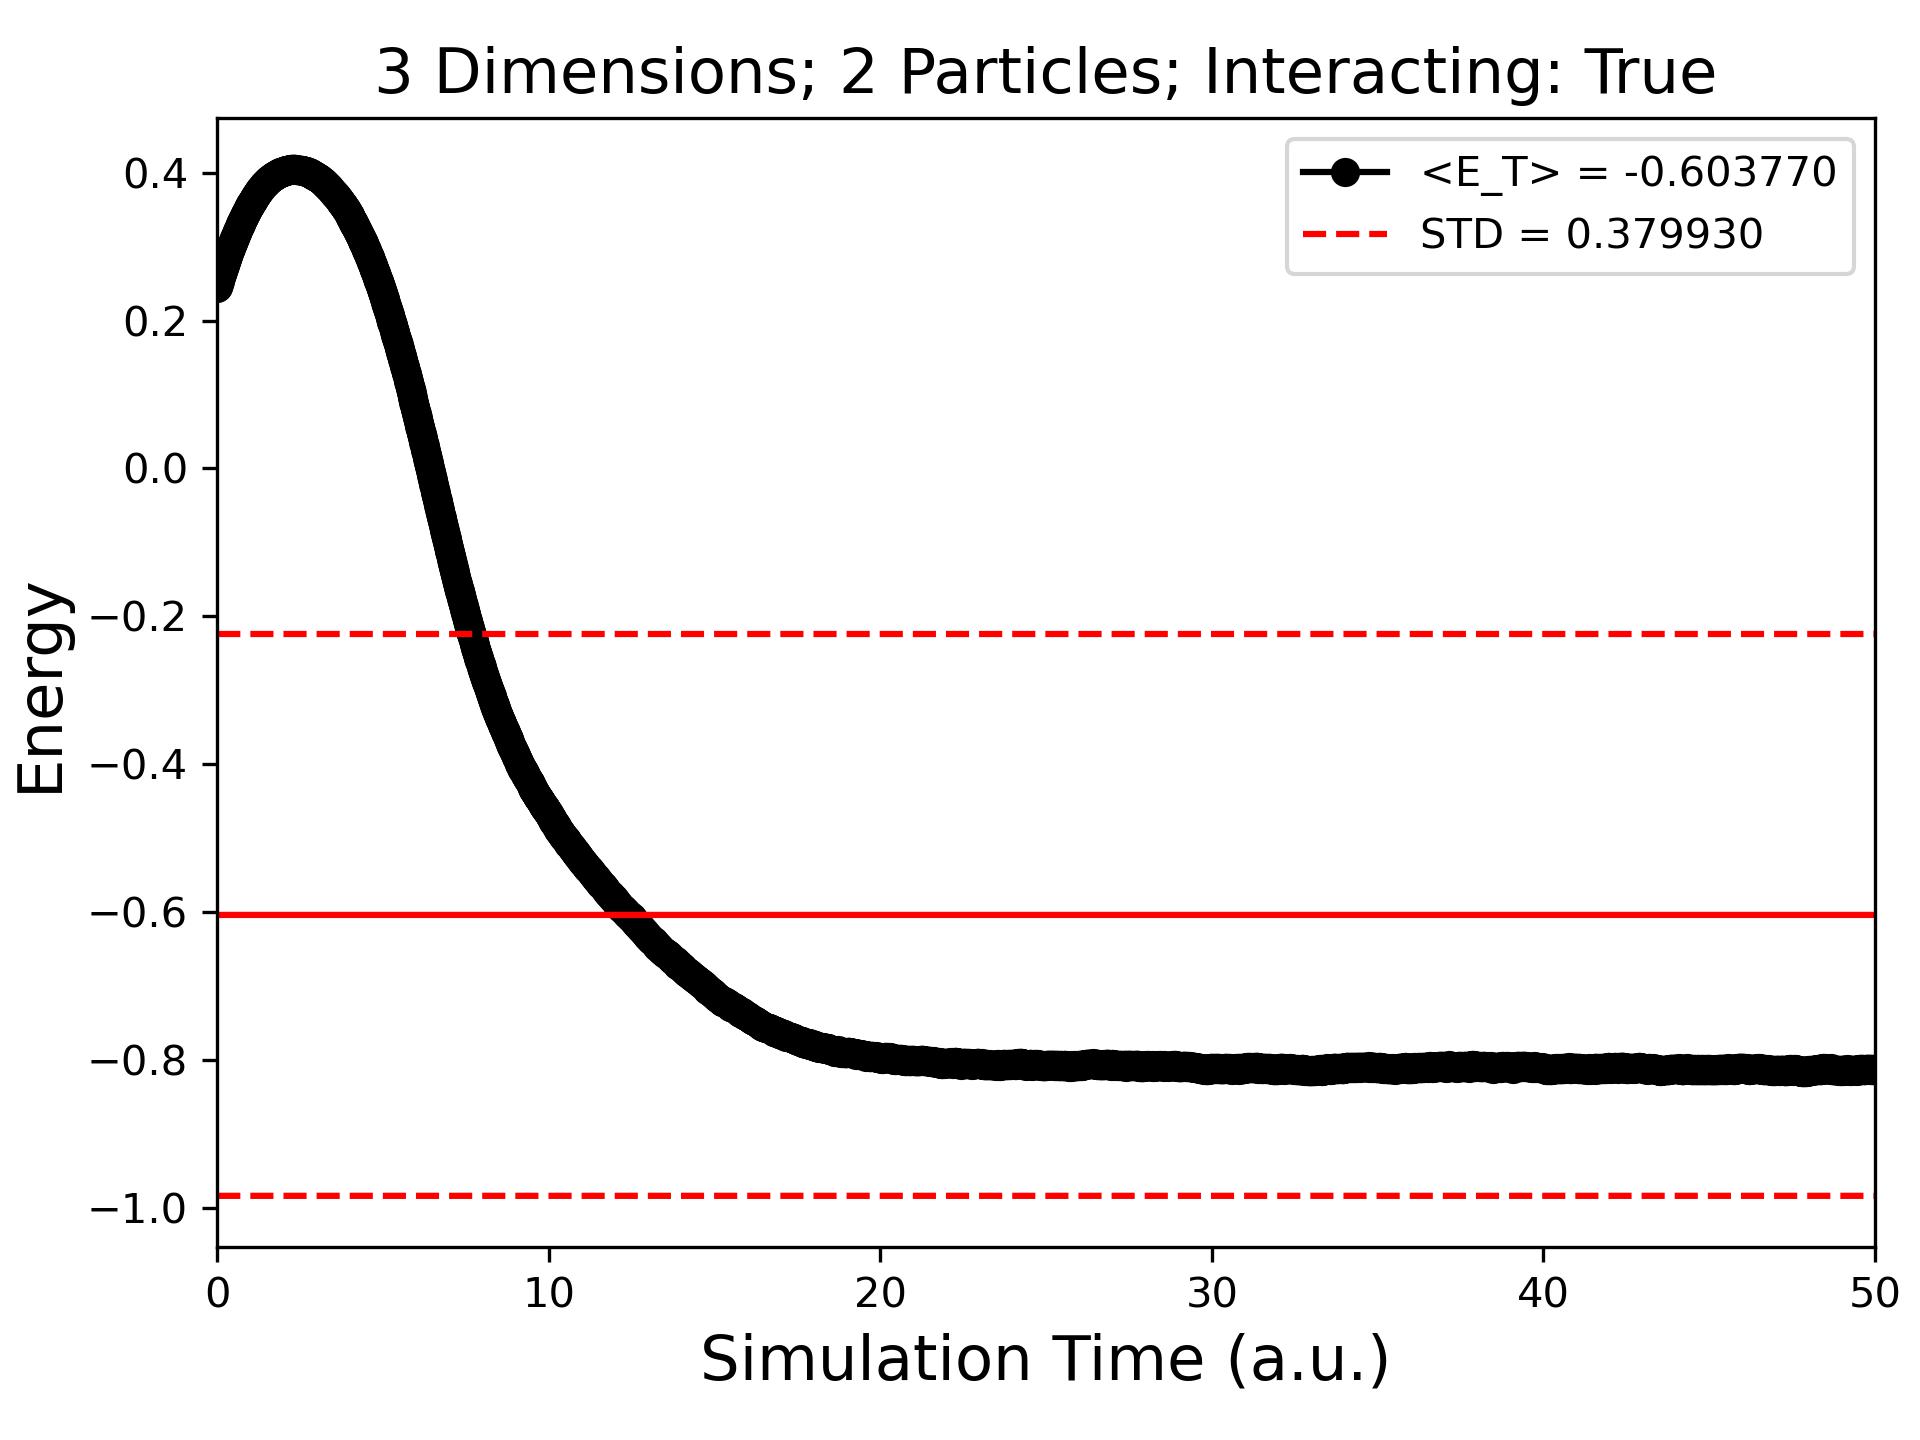 3 Dimensions; 2 Particles; Interacting: True
<E_T> = -0.603770
STD = 0.379930
0.4
0.2
0.0
−0.2
−0.4
−0.6
−0.8
−1.0
Energy
0 10 20 30 40 50
Simulation Time (a.u.)